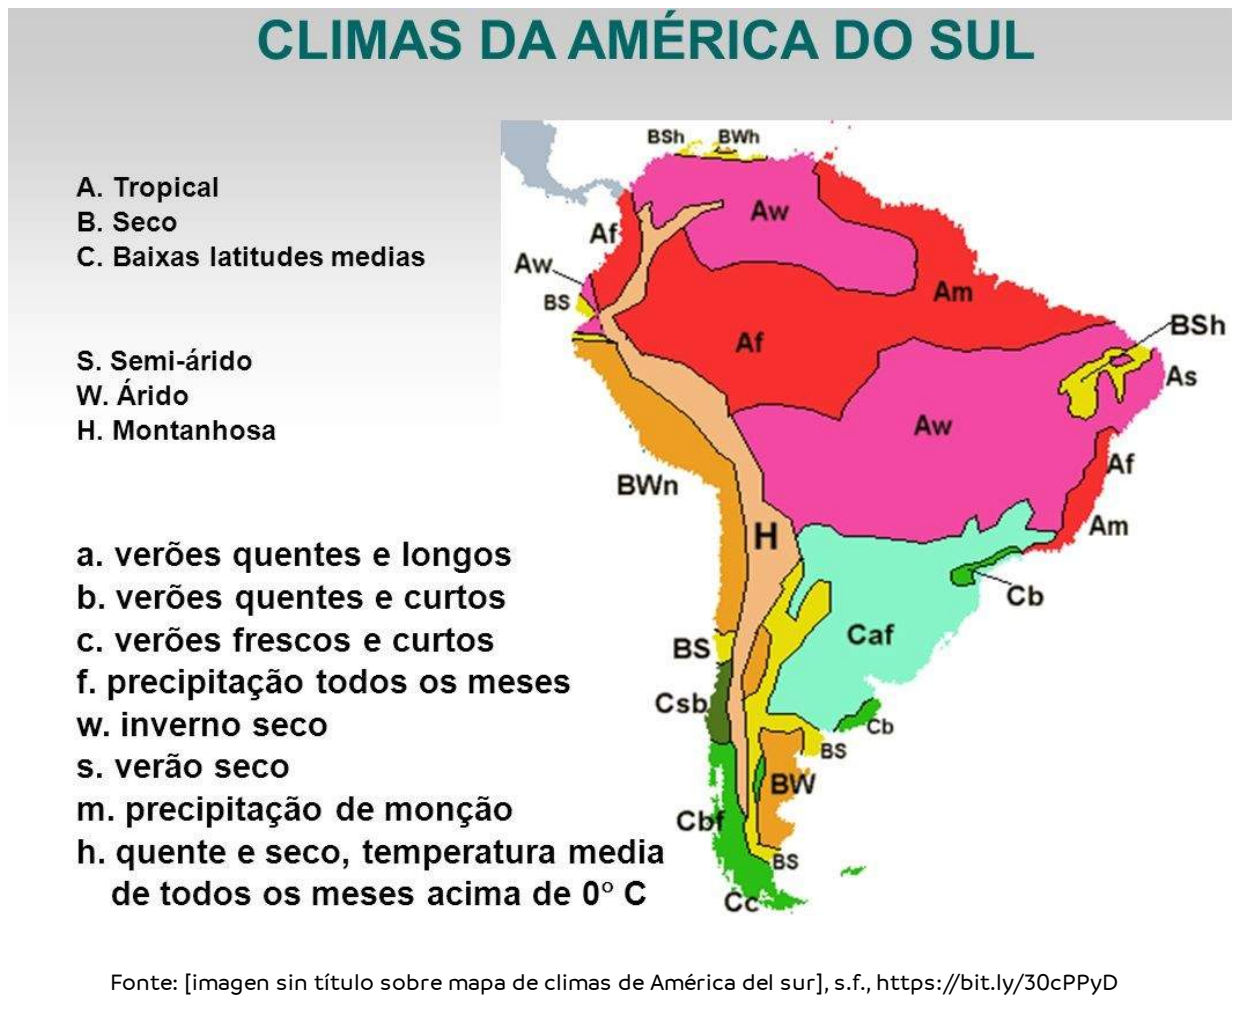 CLIMAS DA AMÉRICA DO SUL
A. Tropical
B. Seco
C. Baixas latitudes medias
S. Semi-árido
W. Árido
H. Montanhosa
a. verões quentes e longos
b. verões quentes e curtos
c. verões frescos e curtos
f. precipitação todos os meses
w. inverno seco
s. verão seco
m. precipitação de monção
h. quente e seco, temperatura media
de todos os meses acima de 0° C
BSh
BWh
Aw
Af
Aw
BS
Am
Af
BSh
As
Aw
Af
BWn
Am
H
Cb
Caf
BS
Csb
Cb
BS
BW
Cbf
BS
Cc
Fonte: [imagen sin título sobre mapa de climas de América del sur], s.f., https://bit.ly/30cPPyD